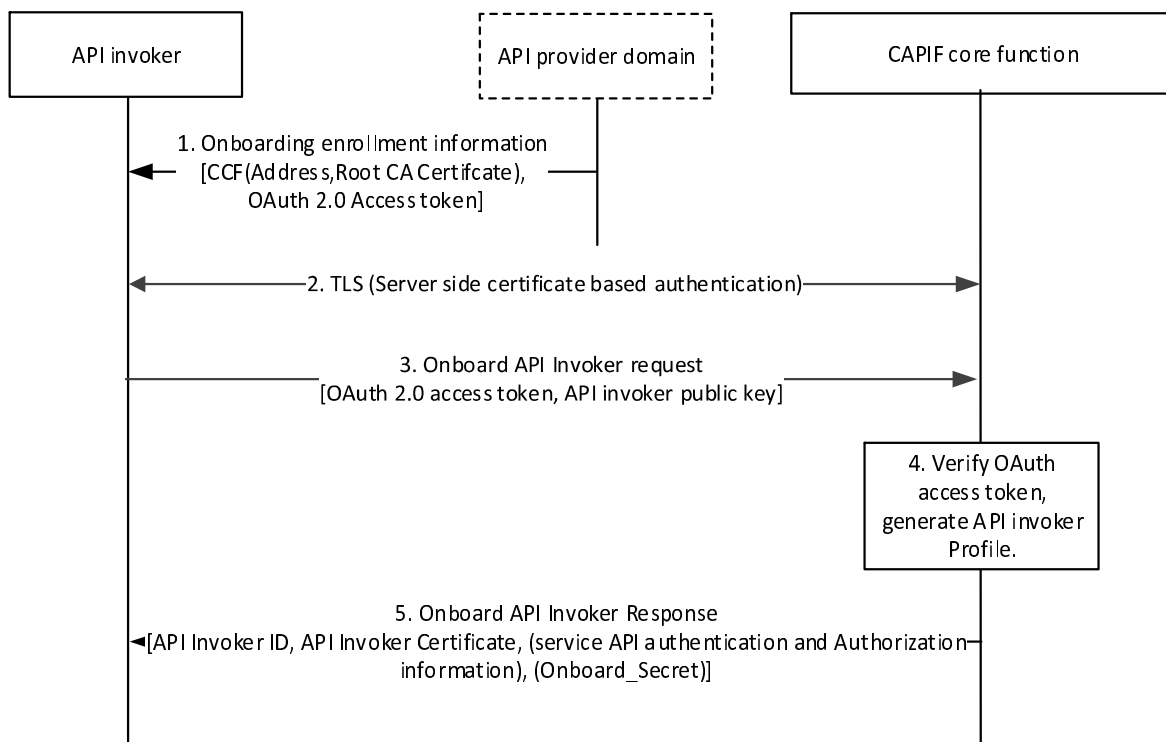 API invoker
API provider domain
CAPIF core function
1. Onboarding enrollment information
[CCF(Address,Root CA Certifcate),
OAuth 2.0 Access token]
2. TLS (Server side certificate based authentication)
3. Onboard API Invoker request
[OAuth 2.0 access token, API invoker public key]
4. Verify OAuth
access token,
generate API invoker
Profile.
5. Onboard API Invoker Response
[API Invoker ID, API Invoker Certificate, (service API authentication and Authorization
information), (Onboard_Secret)]